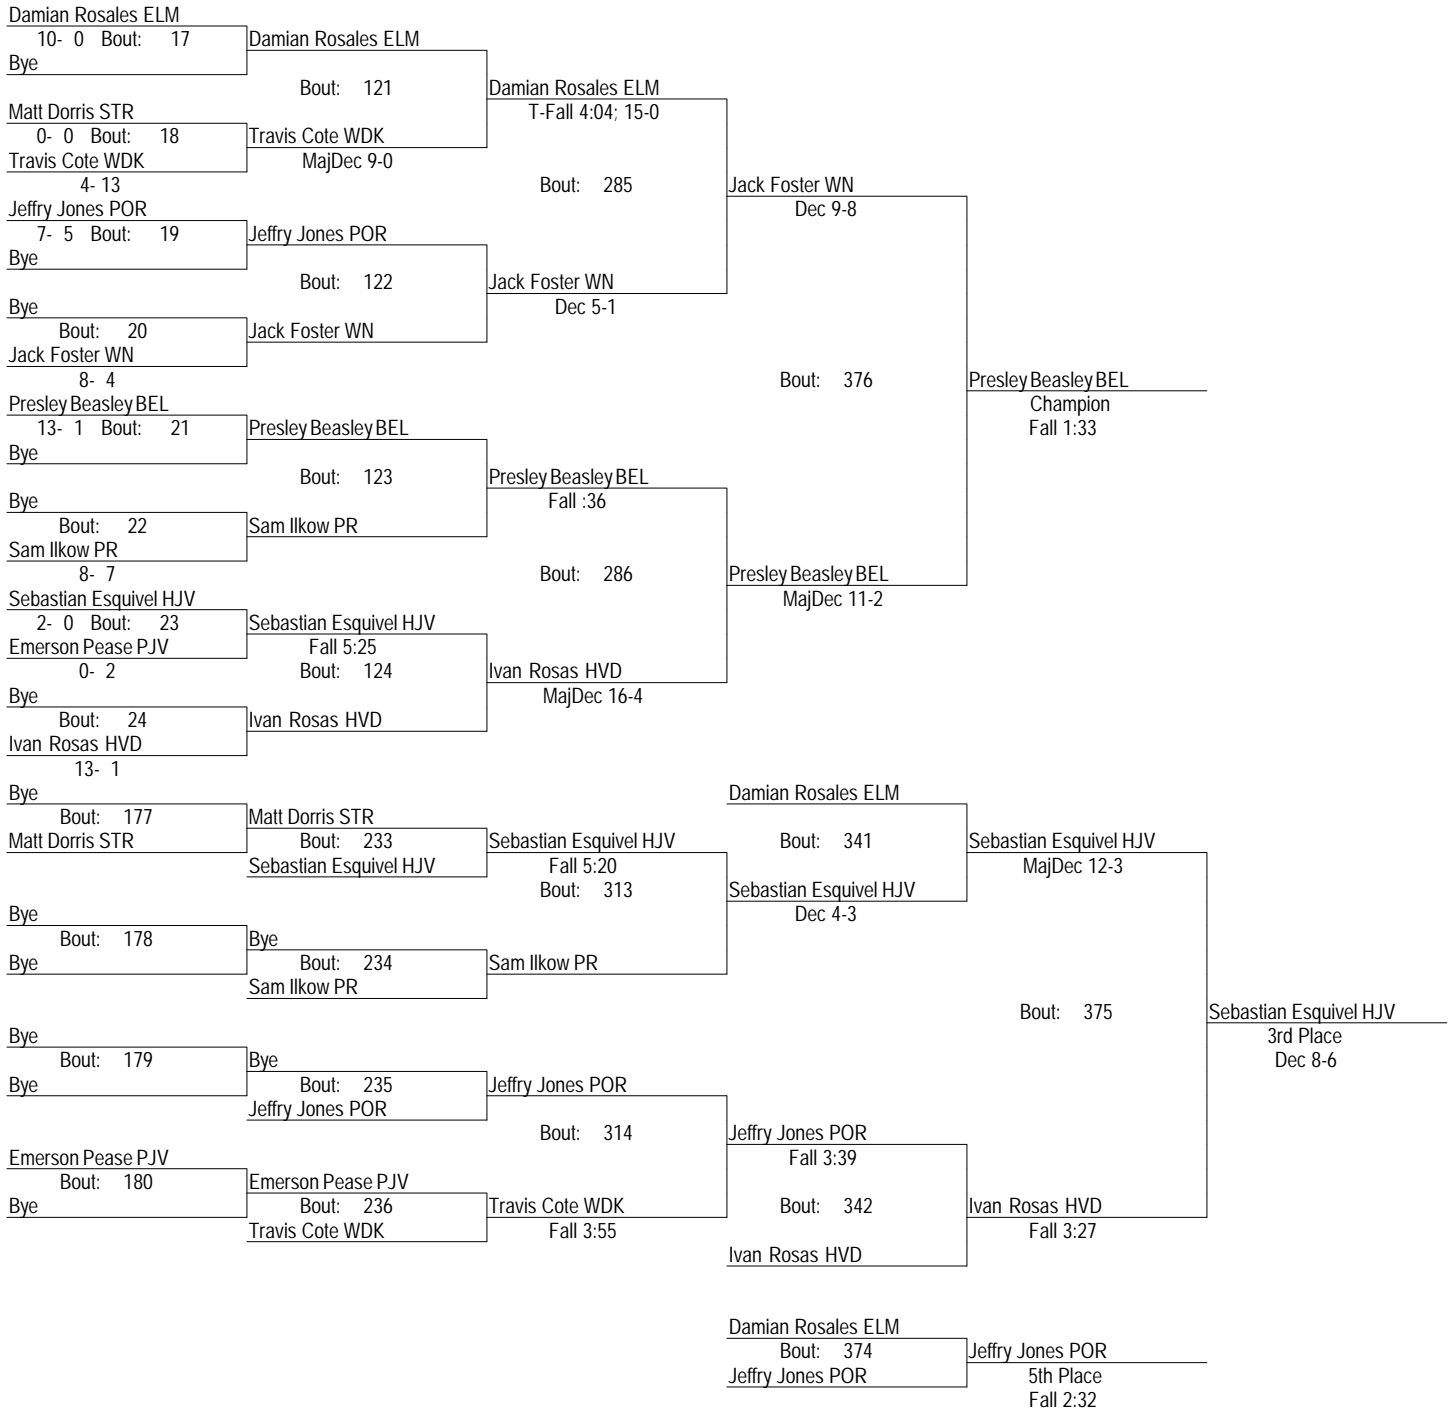 Damian Rosales ELM
10- 0 Bout: 17 Damian Rosales ELM
Bye
Bout: 121 Damian Rosales ELM
Matt Dorris STR T-Fall 4:04; 15-0
0- 0 Bout: 18 Travis Cote WDK
Travis Cote WDK MajDec 9-0
4- 13 Bout: 285 Jack Foster WN
Jeffry Jones POR Dec 9-8
7- 5 Bout: 19 Jeffry Jones POR
Bye
Bout: 122 Jack Foster WN
Bye Dec 5-1
Bout: 20 Jack Foster WN
Jack Foster WN
8- 4 Bout: 376 Presley Beasley BEL
Presley Beasley BEL Champion
13- 1 Bout: 21 Presley Beasley BEL Fall 1:33
Bye
Bout: 123 Presley Beasley BEL
Bye Fall :36
Bout: 22 Sam Ilkow PR
Sam Ilkow PR
8- 7 Bout: 286 Presley Beasley BEL
Sebastian Esquivel HJV MajDec 11-2
2- 0 Bout: 23 Sebastian Esquivel HJV
Emerson Pease PJV Fall 5:25
0- 2 Bout: 124 Ivan Rosas HVD
Bye MajDec 16-4
Bout: 24 Ivan Rosas HVD
Ivan Rosas HVD
13- 1
Bye Damian Rosales ELM
Bout: 177 Matt Dorris STR
Matt Dorris STR Bout: 233 Sebastian Esquivel HJV Bout: 341 Sebastian Esquivel HJV
Sebastian Esquivel HJV Fall 5:20 MajDec 12-3
Bout: 313 Sebastian Esquivel HJV
Bye Dec 4-3
Bout: 178 Bye
Bye Bout: 234 Sam Ilkow PR
Sam Ilkow PR
Bout: 375 Sebastian Esquivel HJV
Bye 3rd Place
Bout: 179 Bye Dec 8-6
Bye Bout: 235 Jeffry Jones POR
Jeffry Jones POR
Bout: 314 Jeffry Jones POR
Emerson Pease PJV Fall 3:39
Bout: 180 Emerson Pease PJV
Bye Bout: 236 Travis Cote WDK Bout: 342 Ivan Rosas HVD
Travis Cote WDK Fall 3:55 Fall 3:27
Ivan Rosas HVD
Damian Rosales ELM
Bout: 374 Jeffry Jones POR
Jeffry Jones POR 5th Place
Fall 2:32